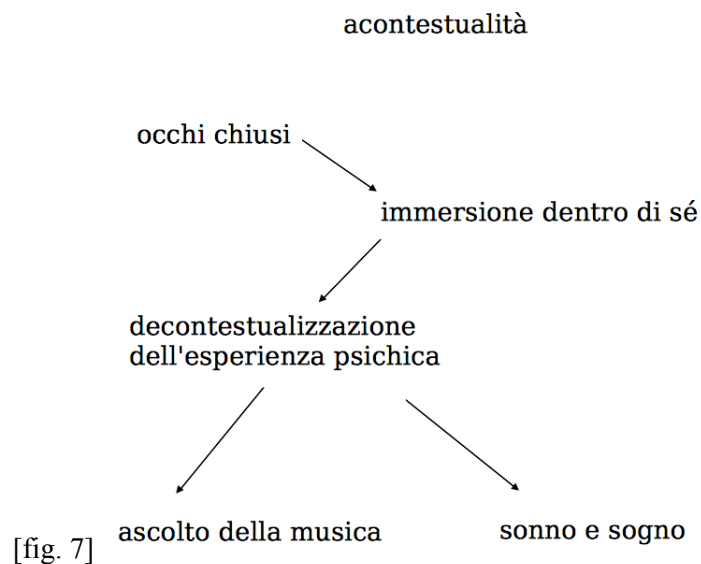 acontestualità
occhi chiusi
immersione dentro di sé
decontestualizzazione
dell'esperienza psichica
ascolto della musica
sonno e sogno
[fig. 7]